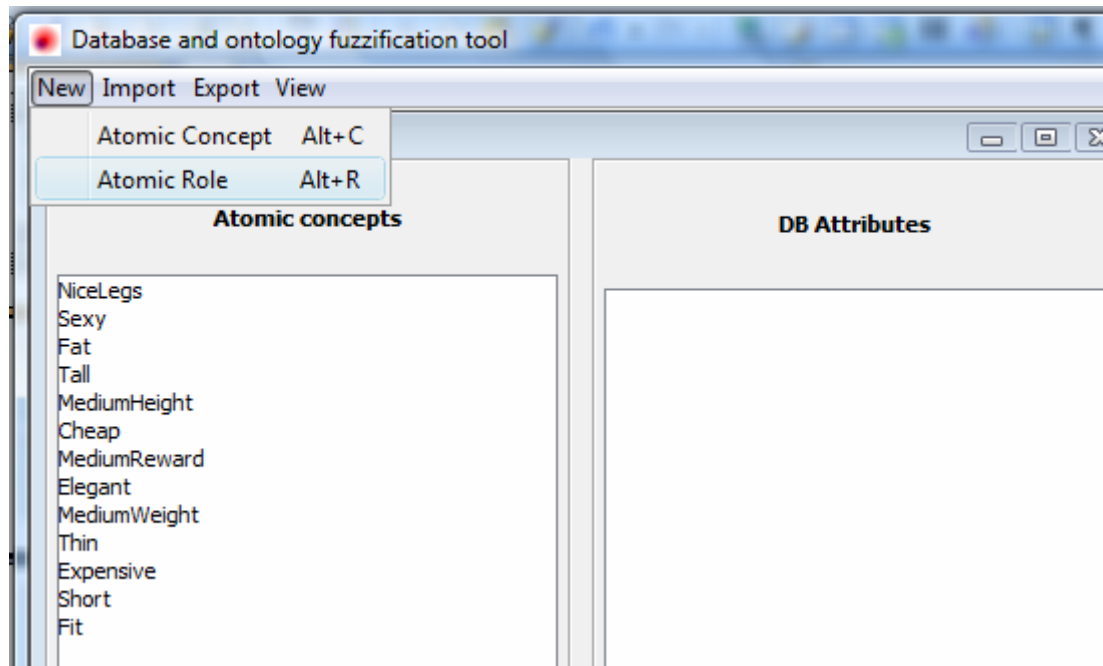 Database and ontology fuzzification tool
New Import Export View
Atomic Concept Alt+C
Atomic Role Alt+R
Atomic concepts
NiceLegs
Sexy
Fat
Tall
MediumHeight
Cheap
MediumReward
Elegant
MediumWeight
Thin
Expensive
Short
Fit
DB Attributes